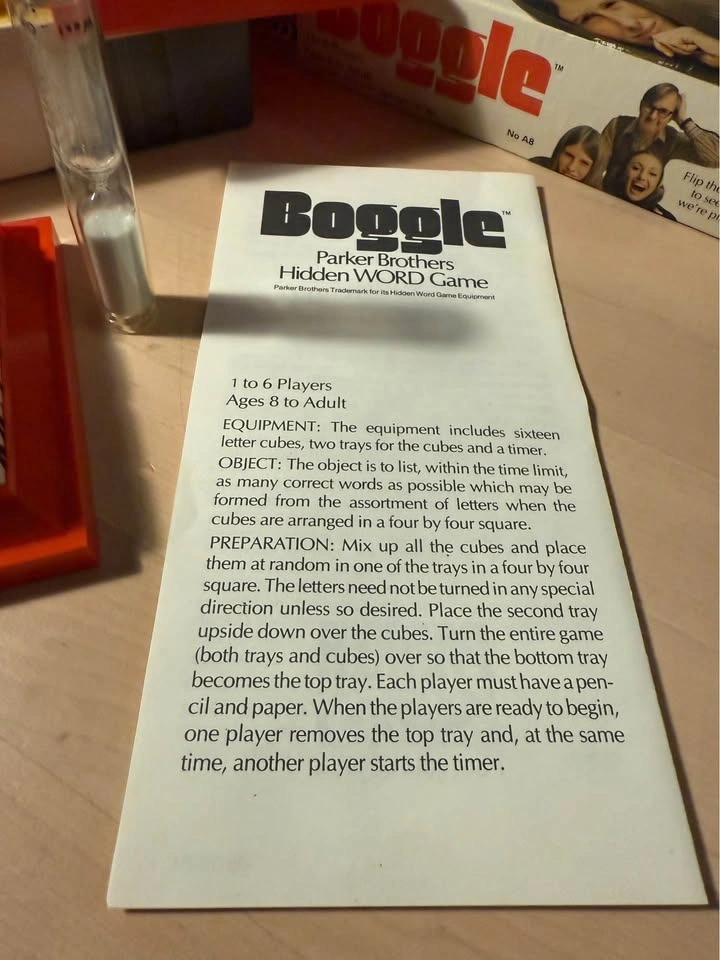 Boggle™
No A8
Flip the
to see
we're
Boggle™
Parker Brothers
Hidden WORD Game
Parker Brothers Trademark for its Hidden Word Game Equipment
1 to 6 Players
Ages 8 to Adult
EQUIPMENT: The equipment includes sixteen
letter cubes, two trays for the cubes and a timer.
OBJECT: The object is to list, within the time limit,
as many correct words as possible which may be
formed from the assortment of letters when the
cubes are arranged in a four by four square.
PREPARATION: Mix up all the cubes and place
them at random in one of the trays in a four by four
square. The letters need not be turned in any special
direction unless so desired. Place the second tray
upside down over the cubes. Turn the entire game
(both trays and cubes) over so that the bottom tray
becomes the top tray. Each player must have a pen-
cil and paper. When the players are ready to begin,
one player removes the top tray and, at the same
time, another player starts the timer.